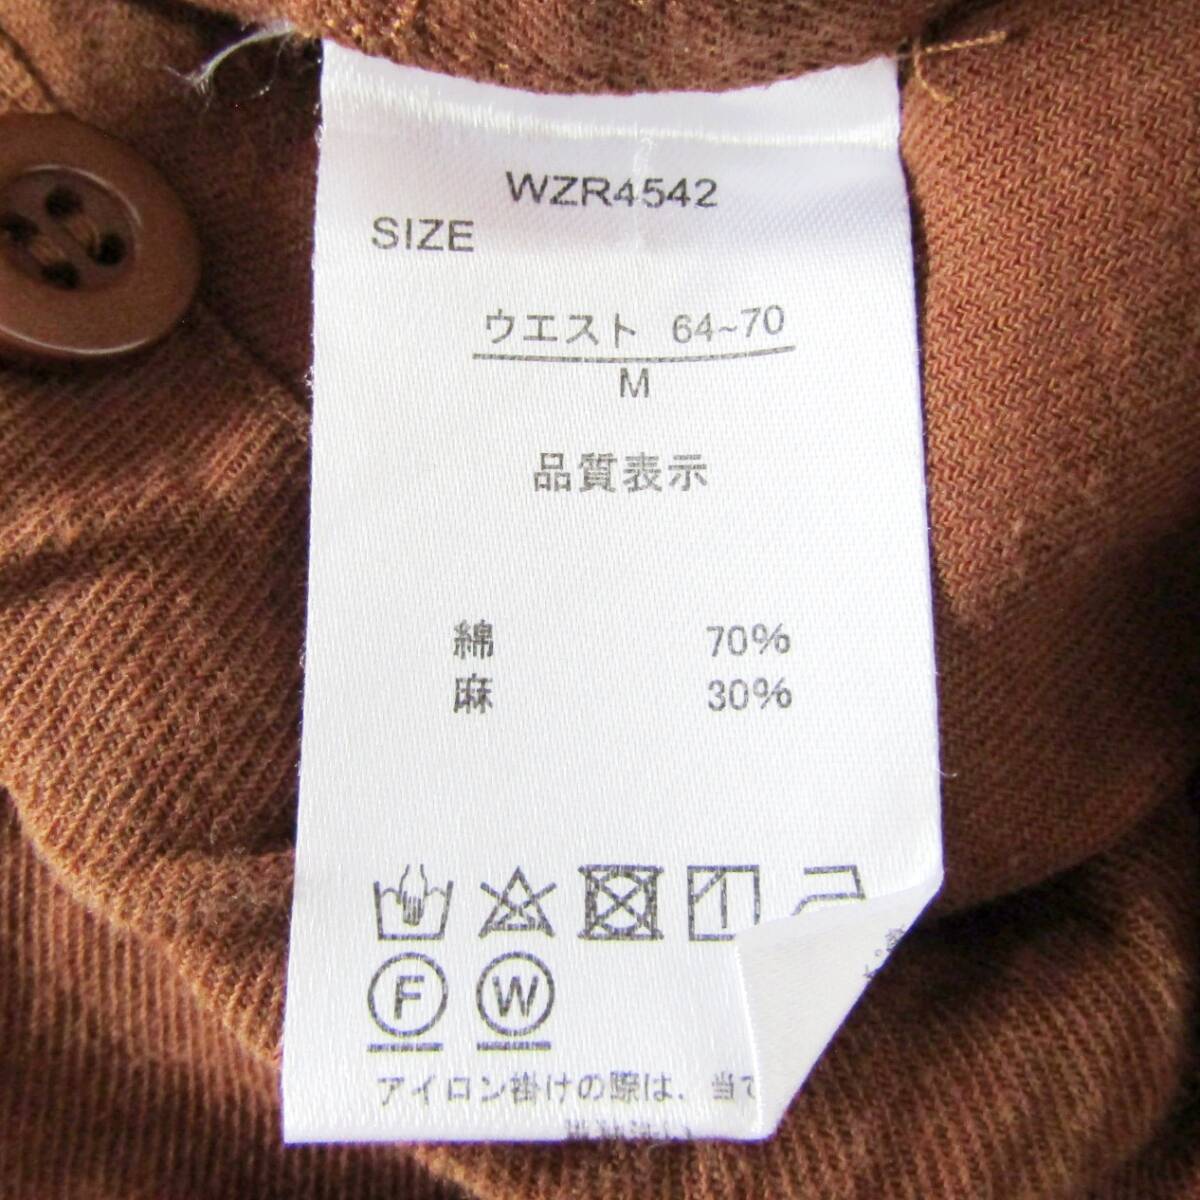 WZR4542
SIZE
ウエスト 64~70
M
品質表示
綿 70%
麻 30%
F W
アイロン掛けの際は、当て